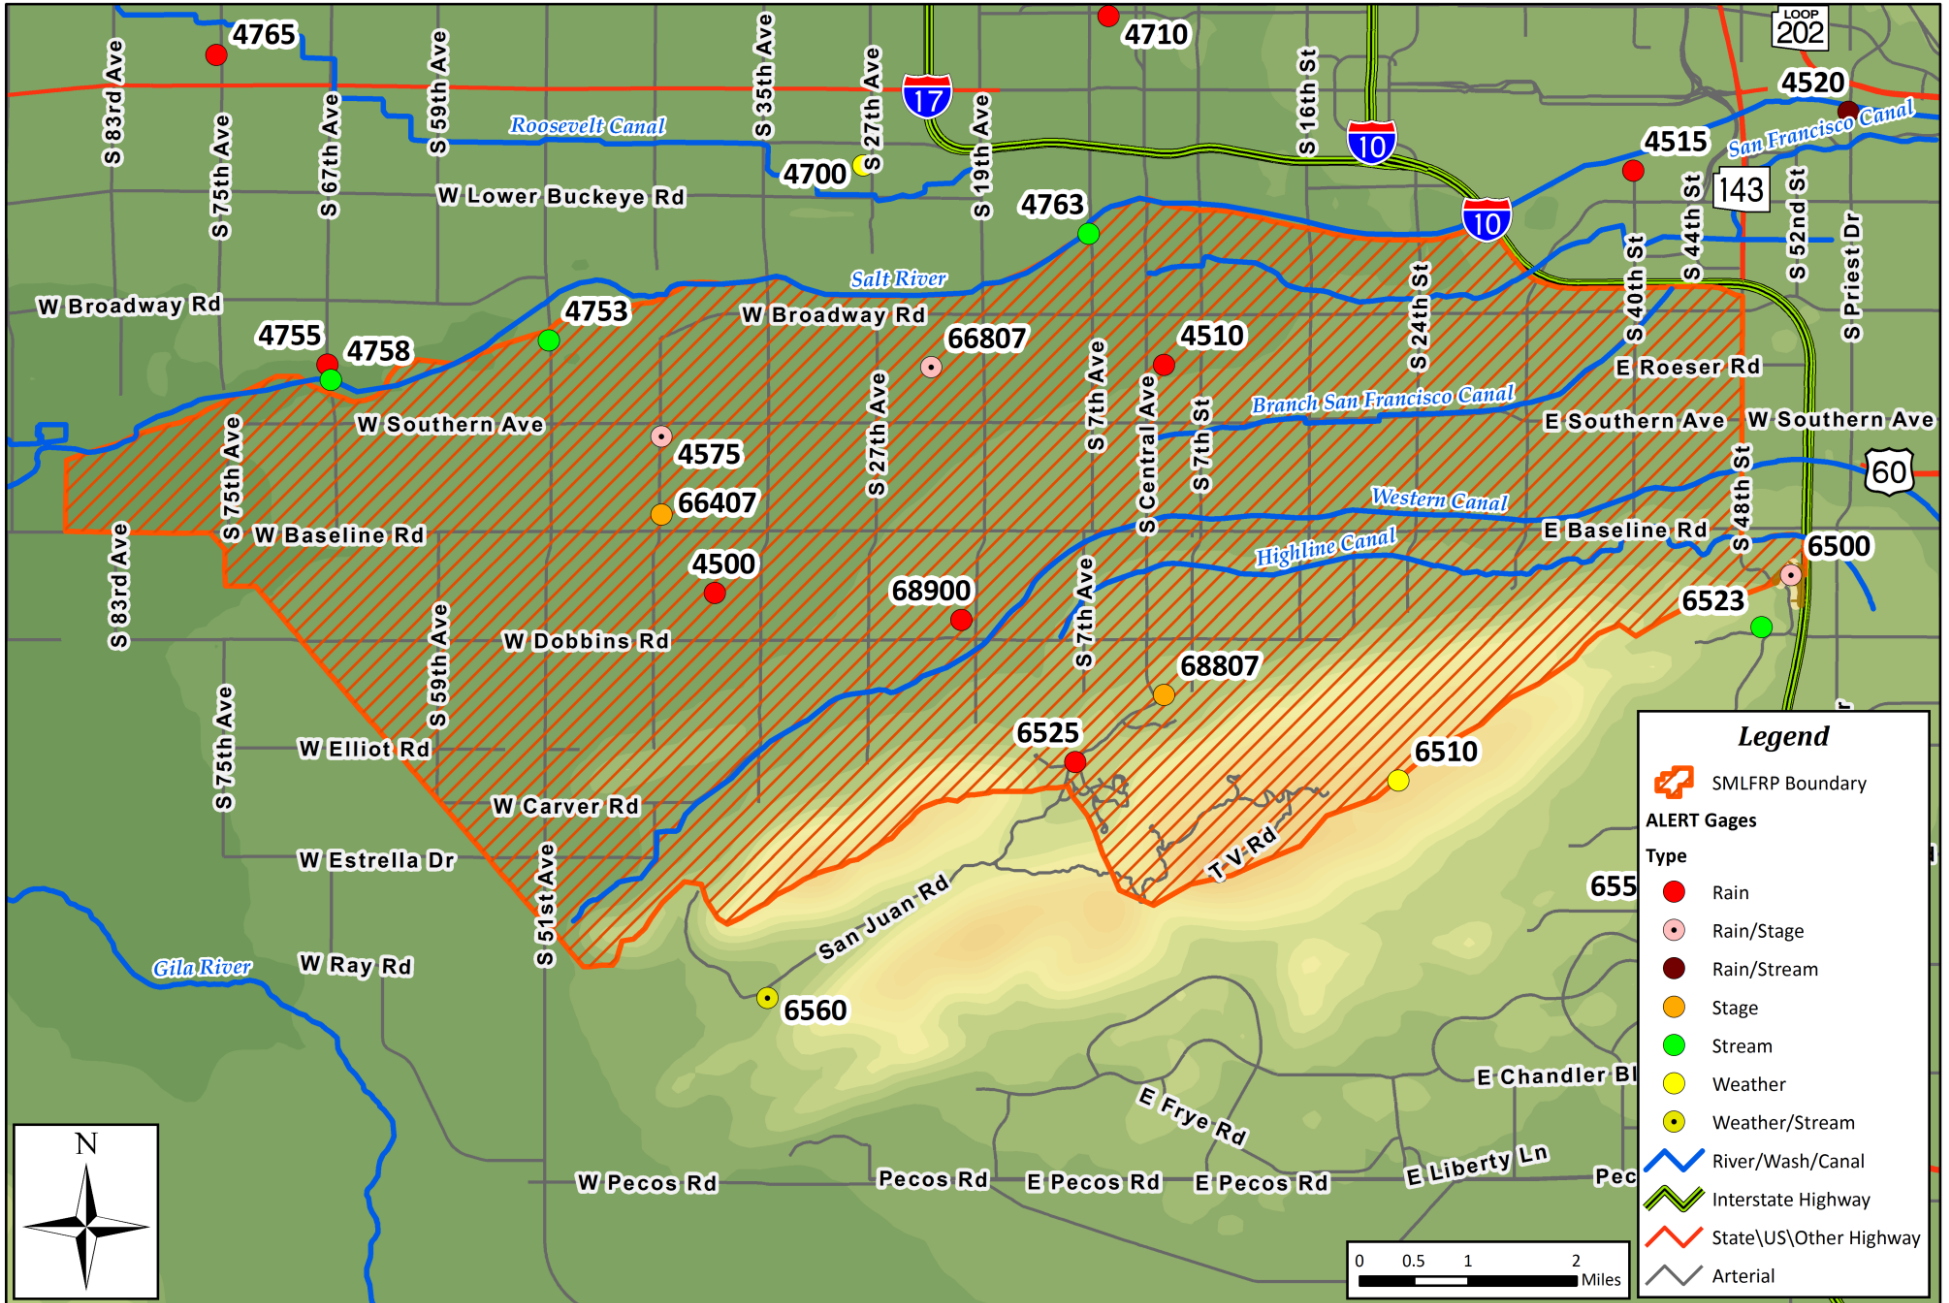 4765
4710
LOOP
202
4520
S 83rd Ave
S 59th Ave
S 35th Ave
S 27th Ave
17
S 16th St
10
San Francisco Canal
S 75th Ave
S 67th Ave
Roosevelt Canal
4700
S 19th Ave
4515
143
W Lower Buckeye Rd
4763
10
S 44th St
S 52nd St
S 40th St
S Priest Dr
Salt River
S 24th St
W Broadway Rd
4753
W Broadway Rd
4755
4758
66807
4510
S 7th Ave
E Roeser Rd
S 27th Ave
S Central Ave
S 7th St
Branch San Francisco Canal
W Southern Ave
E Southern Ave
W Southern Ave
S 75th Ave
4575
60
S 48th St
66407
Western Canal
W Baseline Rd
E Baseline Rd
S 83rd Ave
Highline Canal
6500
4500
68900
6523
S 59th Ave
W Dobbins Rd
S 7th Ave
68807
S 75th Ave
6525
6510
W Elliot Rd
W Carver Rd
T V Rd
W Estrella Dr
S 51st Ave
655
San Juan Rd
W Ray Rd
Gila River
6560
E Chandler Bl
E Frye Rd
E Liberty Ln
W Pecos Rd
Pecos Rd
E Pecos Rd
E Pecos Rd
Pec
N
0 0.5 1 2
Miles
Legend
SMLFRP Boundary
ALERT Gages
Type
Rain
Rain/Stage
Rain/Stream
Stage
Stream
Weather
Weather/Stream
River/Wash/Canal
Interstate Highway
State\US\Other Highway
Arterial